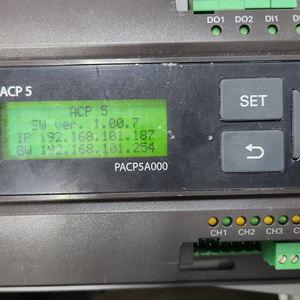 DO1 DO2 DI1
ACP 5
ACP 5
SW ver. 1.00.7
IP 192.168.101.187
GW 192.168.101.254
SET
PACP5A000
CH1 CH2 CH3